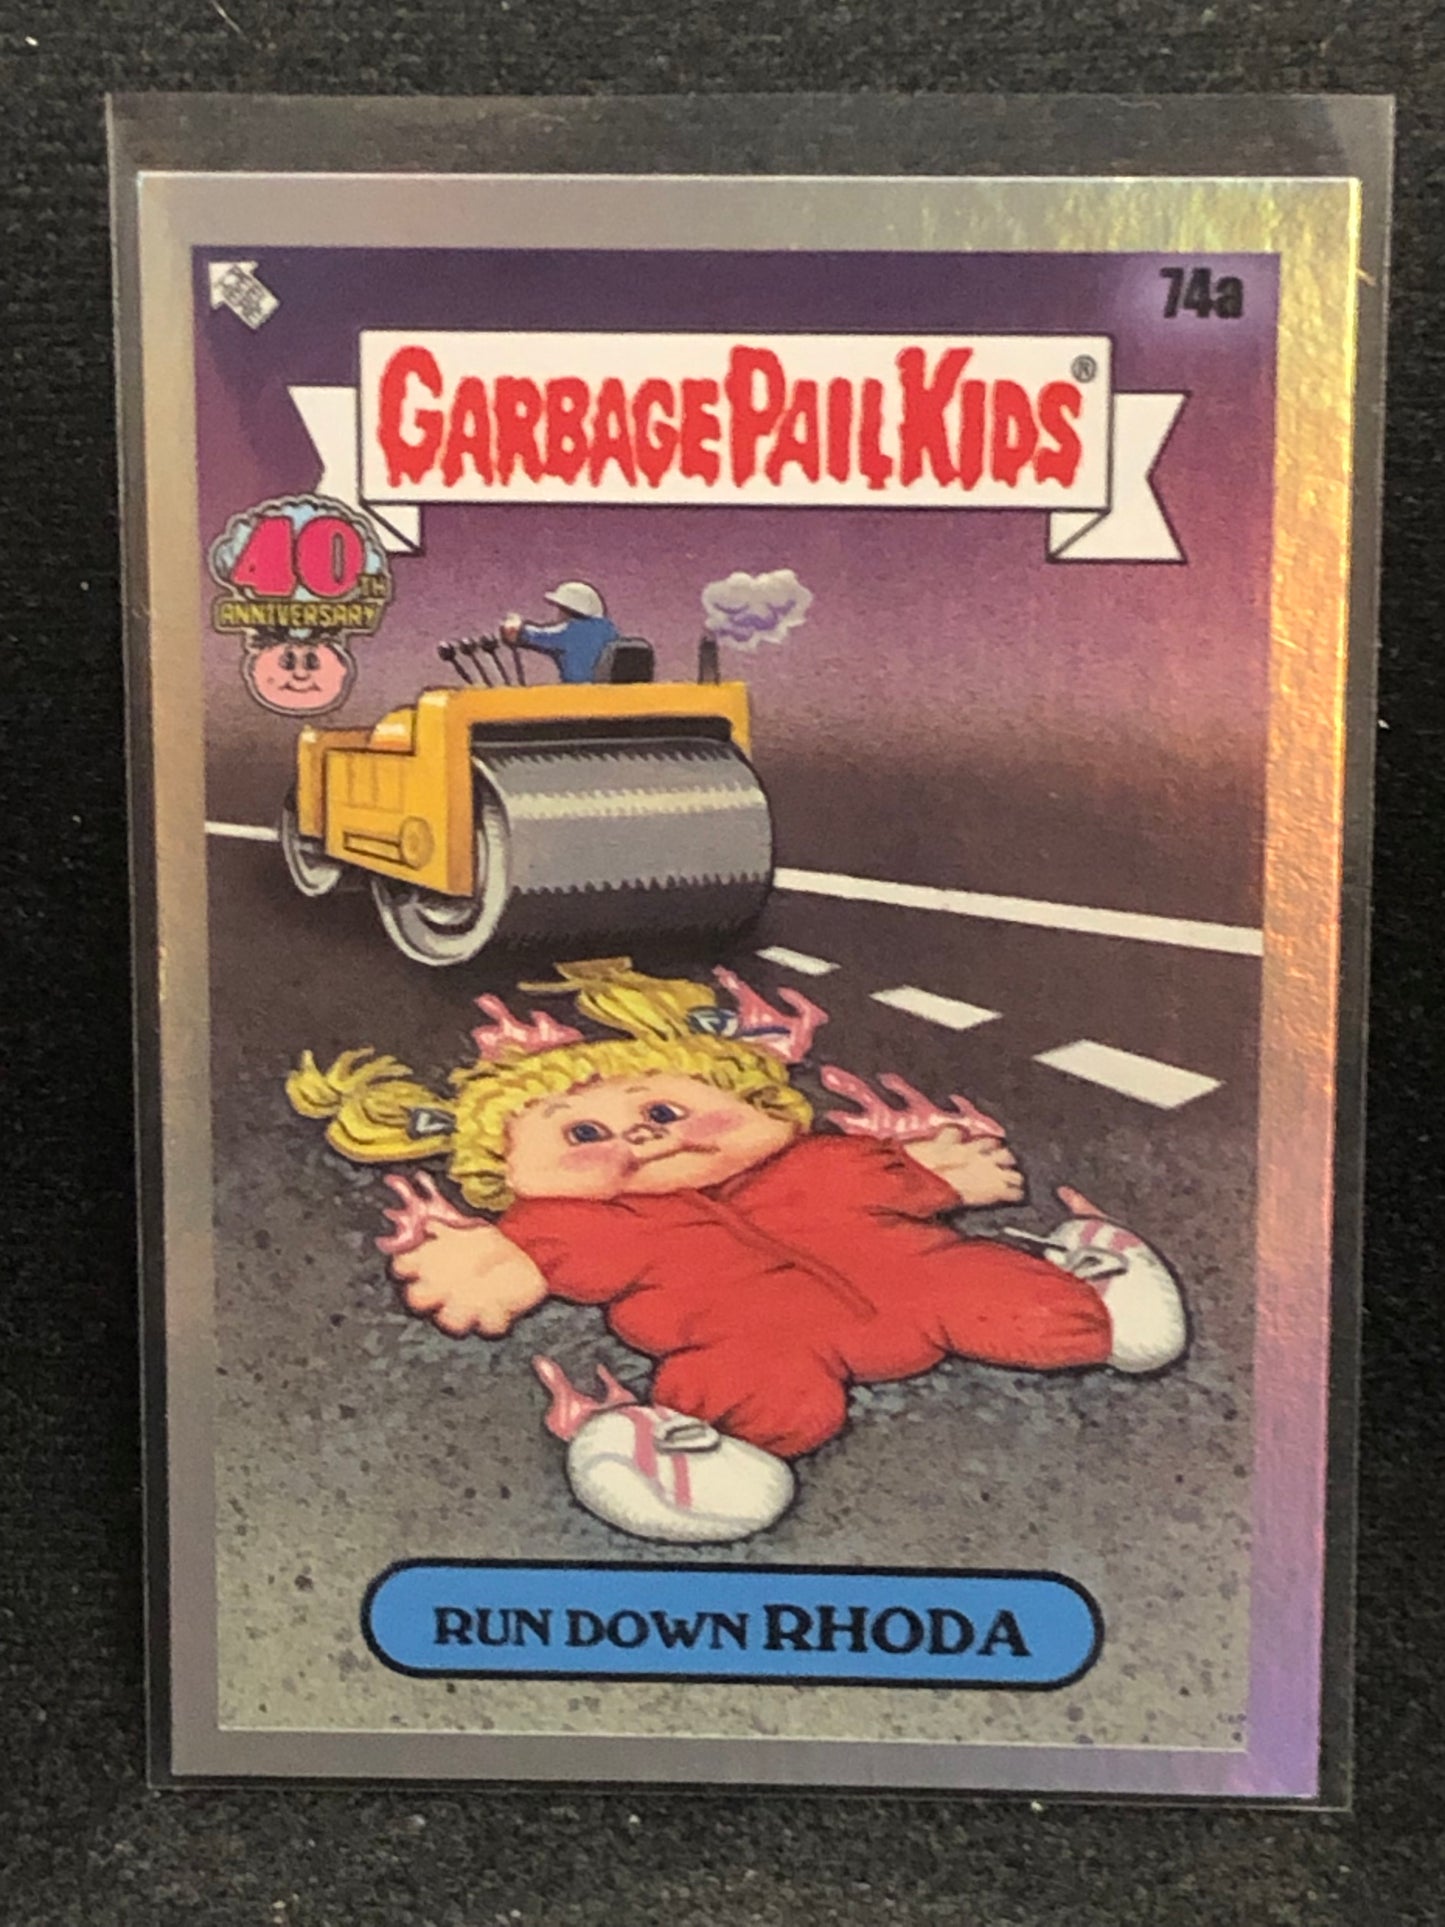 74a
GARBAGE PAIL KIDS®
40TH
ANNIVERSARY
RUN DOWN RHODA